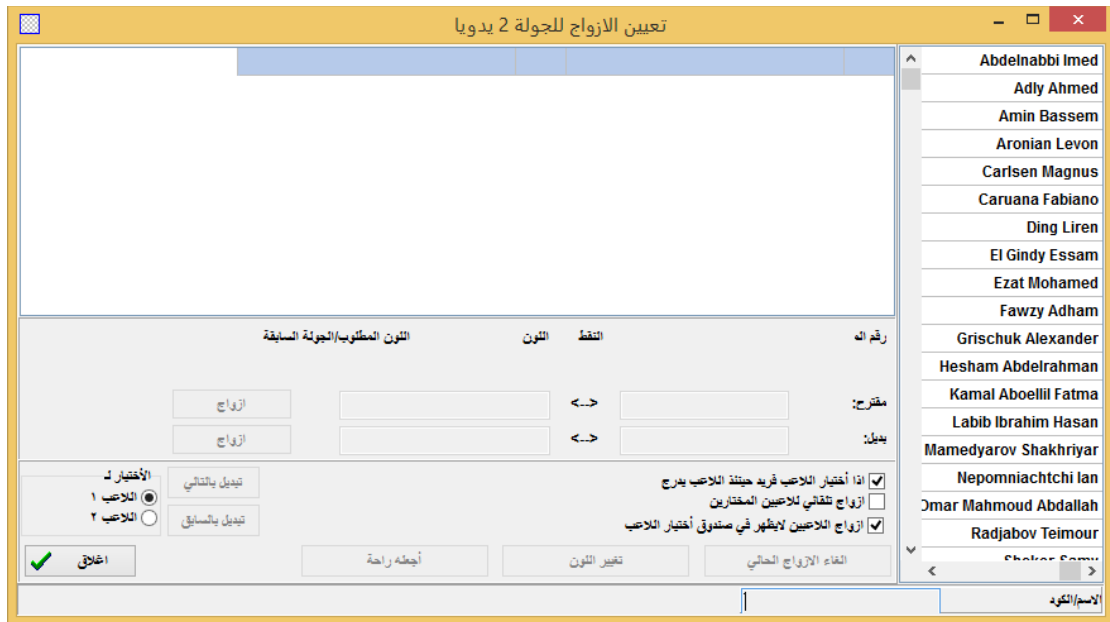 تعيين الازواج للجولة 2 يدويا
Abdelnabbi Imed
Adly Ahmed
Amin Bassem
Aronian Levon
Carlsen Magnus
Caruana Fabiano
Ding Liren
El Gindy Essam
Ezat Mohamed
Fawzy Adham
Grischuk Alexander
Hesham Abdelrahman
Kamal Aboellil Fatma
Labib Ibrahim Hasan
Mamedyarov Shakhriyar
Nepomniachtchi Ian
Omar Mahmoud Abdallah
Radjabov Teimour
رقم اله النقط اللون اللون المطلوب/الجولة السابقة
مقترح: <--> ازواج
بديل: <--> ازواج
اذا أختيار اللاعب فريد حينئذ اللاعب يدرج
ازواج تلقائي للاعبين المختارين
ازواج اللاعبين لايظهر في صندوق أختيار اللاعب
تبديل بالتالي
تبديل بالسابق
الأختيار لـ
اللاعب ١
اللاعب ٢
الغاء الازواج الحالي تغيير اللون أجعله راحة اغلاق
الاسم/الكود 1